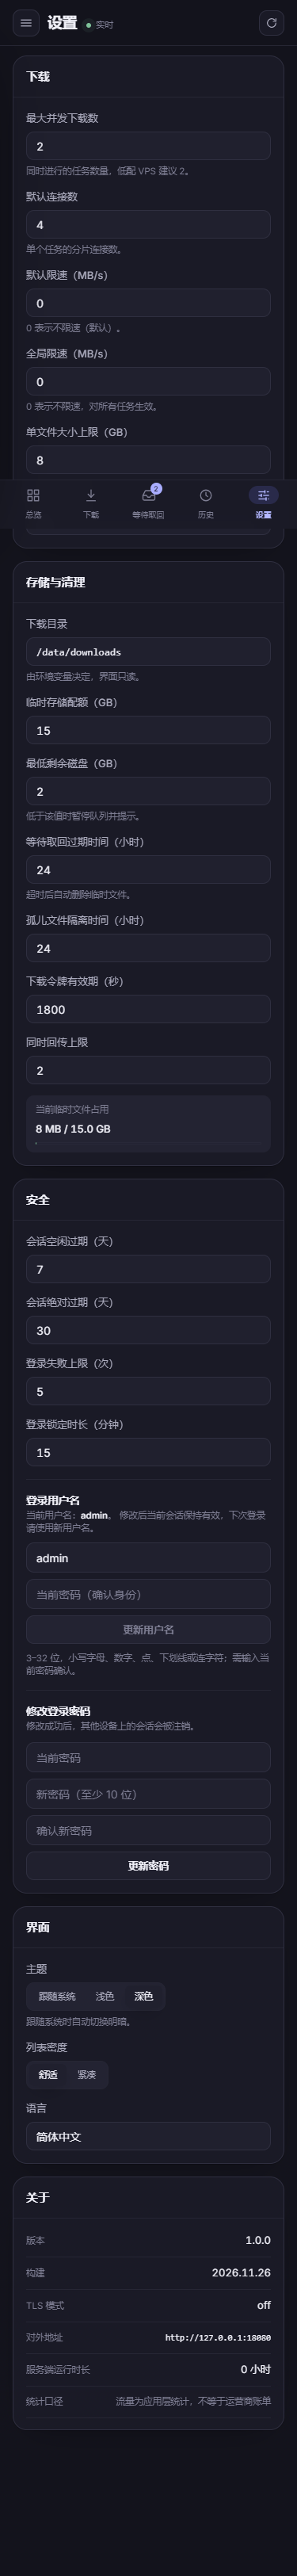 设置 实时
下载
最大并发下载数
2
同时进行的任务数量，低配 VPS 建议 2。
默认连接数
4
单个任务的分片连接数。
默认限速（MB/s）
0
0 表示不限速（默认）。
全局限速（MB/s）
0
0 表示不限速，对所有任务生效。
单文件大小上限（GB）
8
2
总览 下载 等待取回 历史 设置
存储与清理
下载目录
/data/downloads
由环境变量决定，界面只读。
临时存储配额（GB）
15
最低剩余磁盘（GB）
2
低于该值时暂停队列并提示。
等待取回过期时间（小时）
24
超时后自动删除临时文件。
孤儿文件隔离时间（小时）
24
下载令牌有效期（秒）
1800
同时回传上限
2
当前临时文件占用
8 MB / 15.0 GB
安全
会话空闲过期（天）
7
会话绝对过期（天）
30
登录失败上限（次）
5
登录锁定时长（分钟）
15
登录用户名
当前用户名：admin。 修改后当前会话保持有效，下次登录
请使用新用户名。
admin
当前密码（确认身份）
更新用户名
3-32 位，小写字母、数字、点、下划线或连字符；需输入当
前密码确认。
修改登录密码
修改成功后，其他设备上的会话会被注销。
当前密码
新密码（至少 10 位）
确认新密码
更新密码
界面
主题
跟随系统 浅色 深色
跟随系统时自动切换明暗。
列表密度
舒适 紧凑
语言
简体中文
关于
版本 1.0.0
构建 2026.11.26
TLS 模式 off
对外地址 http://127.0.0.1:18080
服务端运行时长 0 小时
统计口径 流量为应用层统计，不等于运营商账单